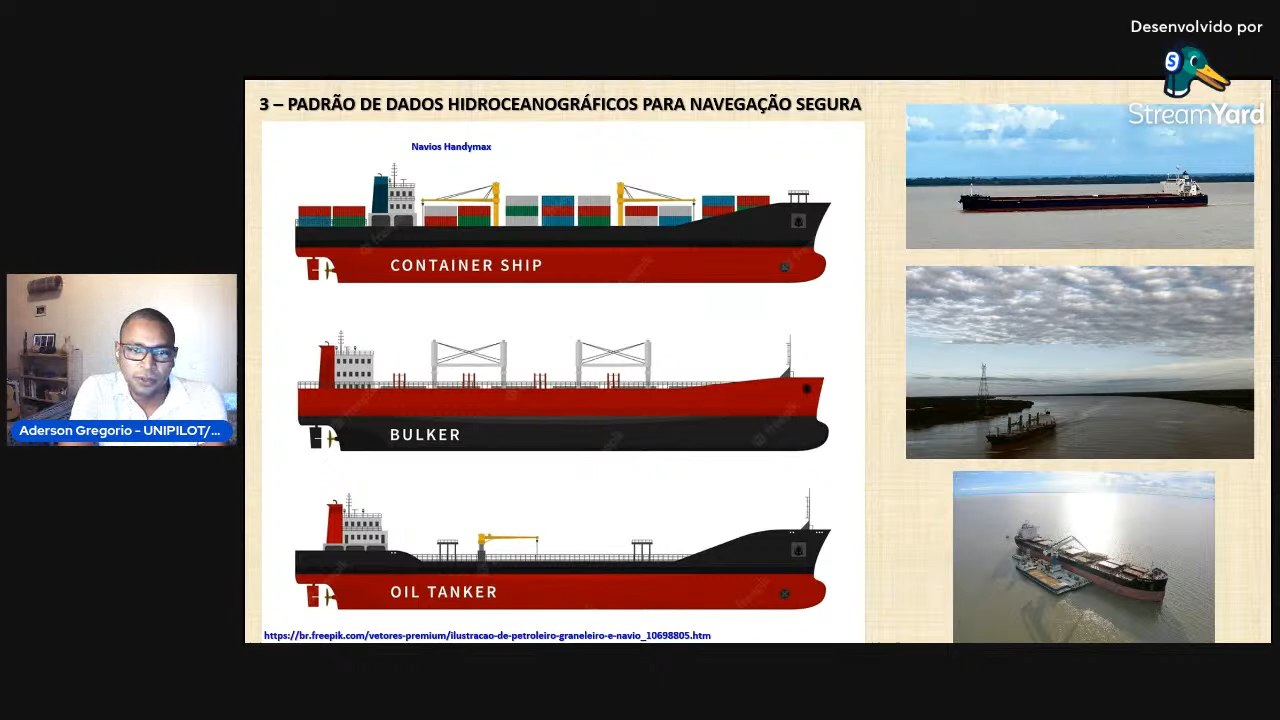 Desenvolvido por
S
StreamYard
3 – PADRÃO DE DADOS HIDROCEANOGRÁFICOS PARA NAVEGAÇÃO SEGURA
Navios Handymax
CONTAINER SHIP
BULKER
OIL TANKER
https://br.freepik.com/vetores-premium/ilustracao-de-petroleiro-graneleiro-e-navio_10698805.htm
Aderson Gregorio - UNIPILOT/...